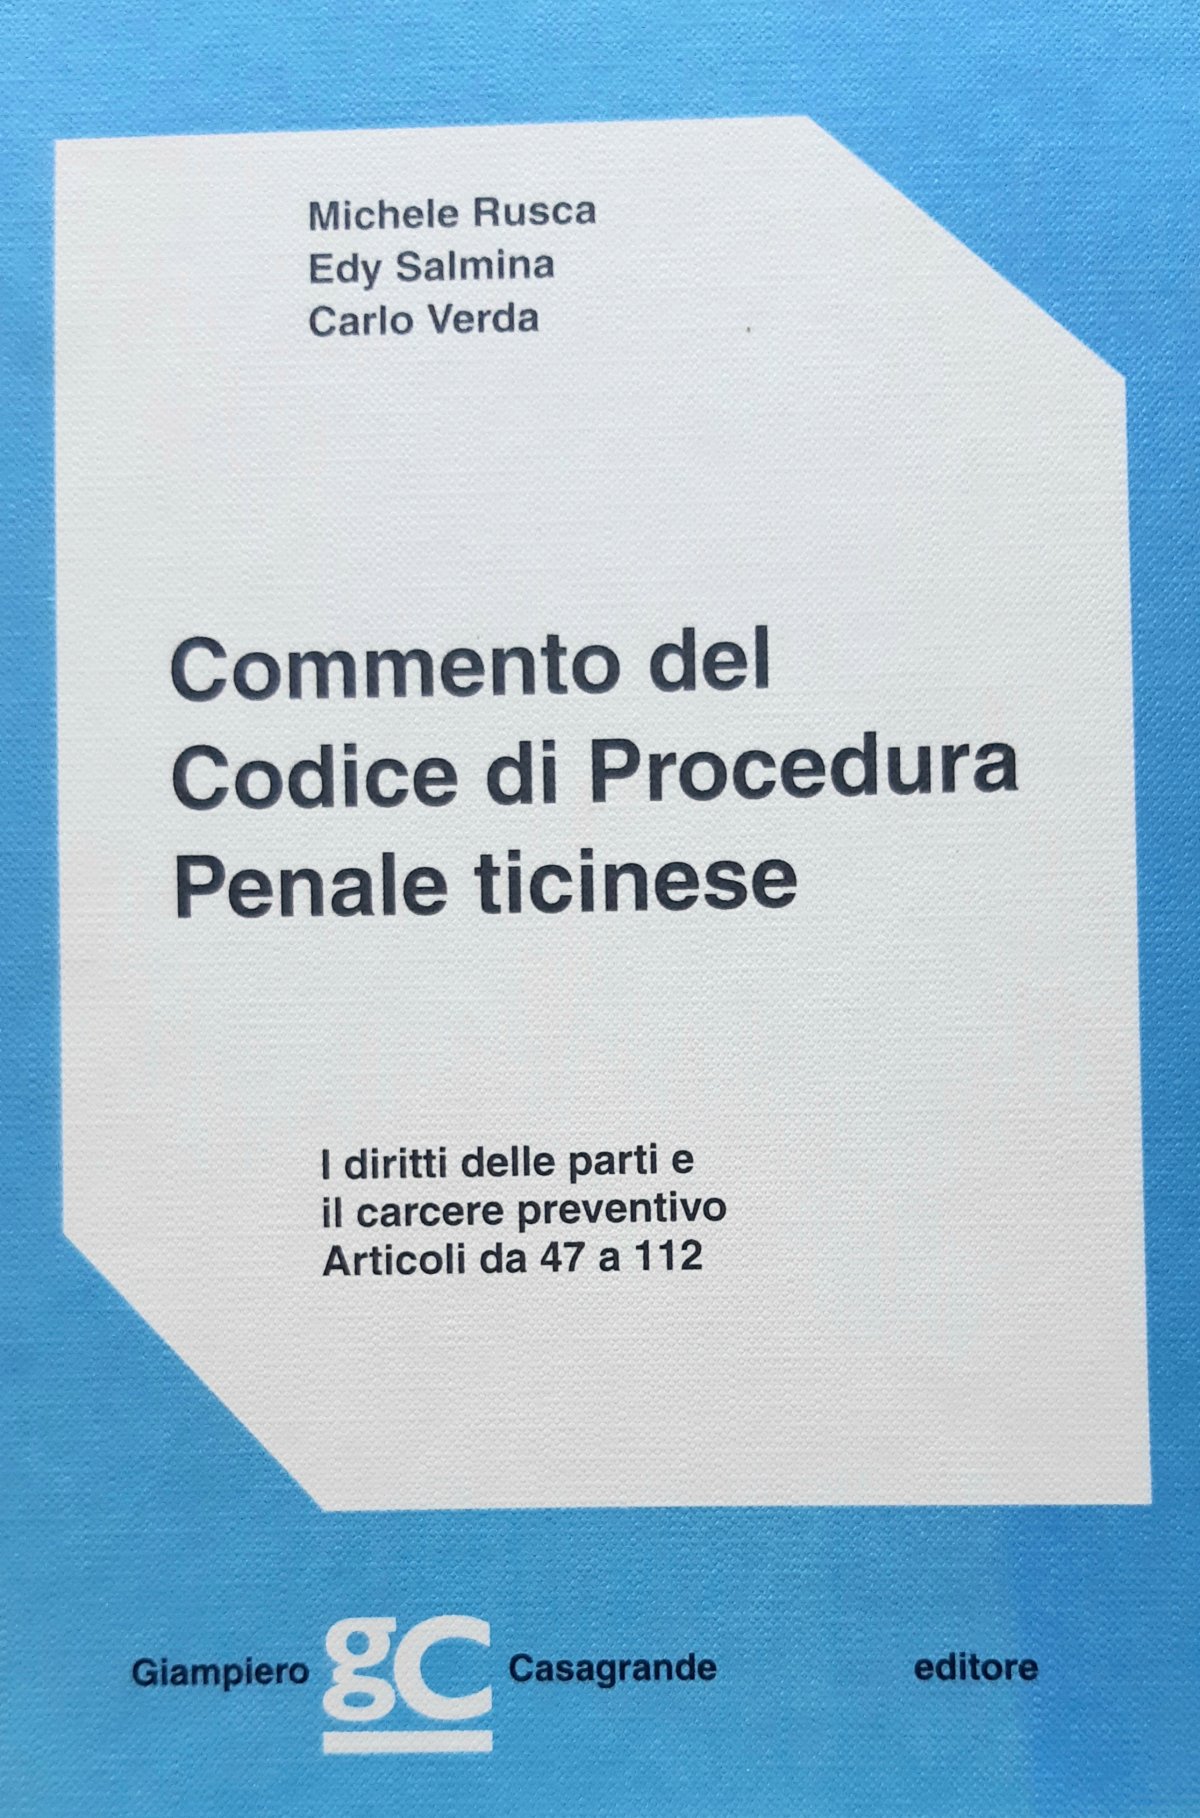 Michele Rusca
Edy Salmina
Carlo Verda
Commento del
Codice di Procedura
Penale ticinese
I diritti delle parti e
il carcere preventivo
Articoli da 47 a 112
Giampiero gC Casagrande editore